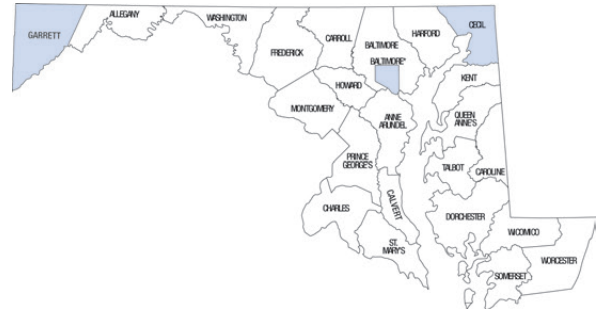 GARRETT
ALLEGANY
WASHINGTON
FREDERICK
CARROLL
BALTIMORE
BALTIMORE*
HARFORD
CECIL
HOWARD
KENT
MONTGOMERY
ANNE
ARUNDEL
QUEEN
ANNE'S
PRINCE
GEORGE'S
TALBOT
CAROLINE
CHARLES
CALVERT
ST.
MARY'S
DORCHESTER
WICOMICO
SOMERSET
WORCESTER